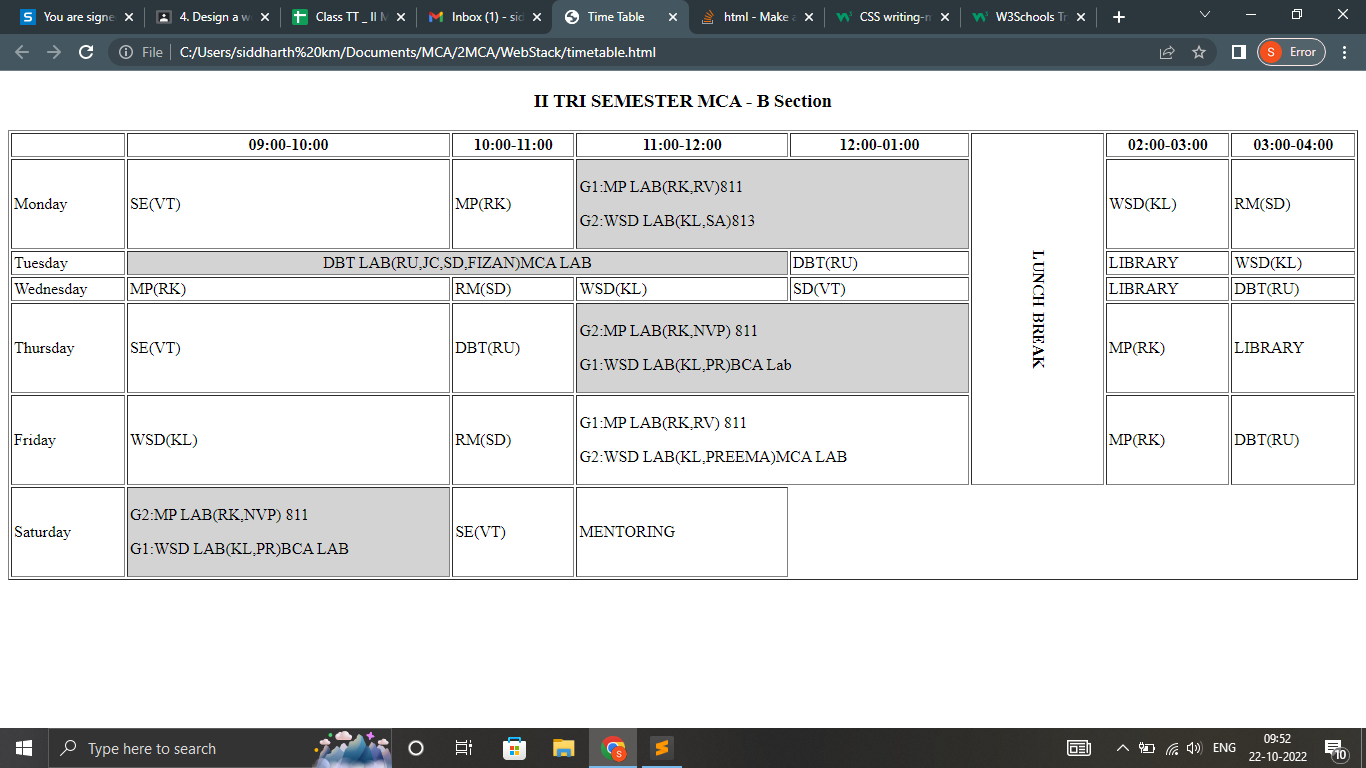 You are signe
4. Design a w
Class TT _ II M
Inbox (1) - sid
Time Table
html - Make a
CSS writing-m
W3Schools Tr
File C:/Users/siddharth%20km/Documents/MCA/2MCA/WebStack/timetable.html
S Error
II TRI SEMESTER MCA - B Section
09:00-10:00 10:00-11:00 11:00-12:00 12:00-01:00 02:00-03:00 03:00-04:00
LUNCH BREAK
Monday SE(VT) MP(RK) G1:MP LAB(RK,RV)811
G2:WSD LAB(KL,SA)813
WSD(KL) RM(SD)
Tuesday DBT LAB(RU,JC,SD,FIZAN)MCA LAB DBT(RU) LIBRARY WSD(KL)
Wednesday MP(RK) RM(SD) WSD(KL) SD(VT) LIBRARY DBT(RU)
Thursday SE(VT) DBT(RU) G2:MP LAB(RK,NVP) 811
G1:WSD LAB(KL,PR)BCA Lab
MP(RK) LIBRARY
Friday WSD(KL) RM(SD) G1:MP LAB(RK,RV) 811
G2:WSD LAB(KL,PREEMA)MCA LAB
MP(RK) DBT(RU)
Saturday G2:MP LAB(RK,NVP) 811
G1:WSD LAB(KL,PR)BCA LAB
SE(VT) MENTORING
Type here to search
ENG
09:52
22-10-2022
10